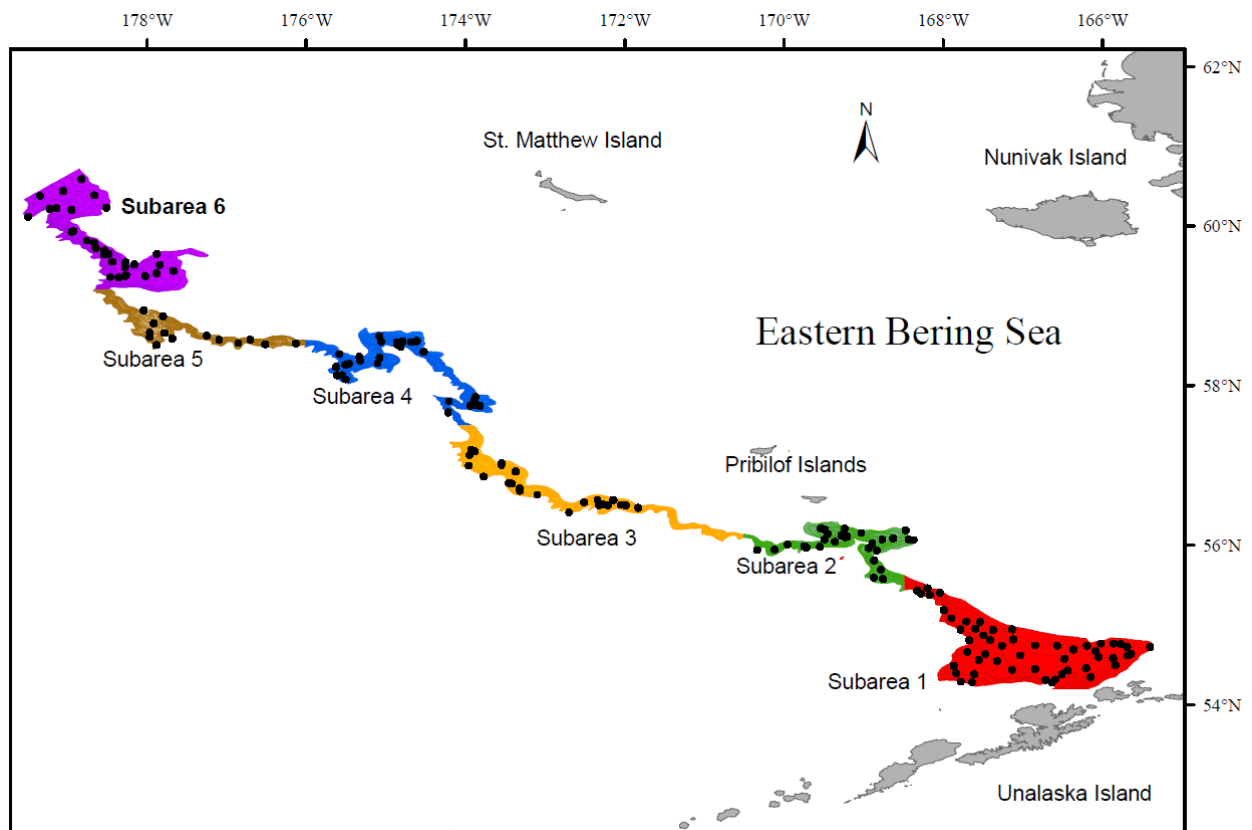 178°W 176°W 174°W 172°W 170°W 168°W 166°W
62°N
N
St. Matthew Island
Nunivak Island
Subarea 6
60°N
Eastern Bering Sea
Subarea 5
Subarea 4
58°N
Pribilof Islands
Subarea 3
56°N
Subarea 2
Subarea 1
54°N
Unalaska Island